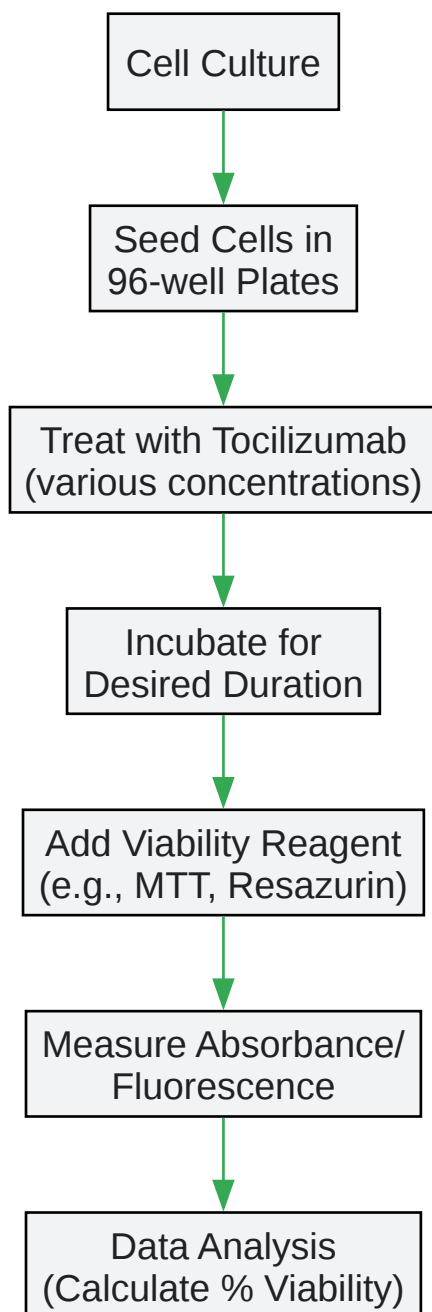 Cell Culture
Seed Cells in
96-well Plates
Treat with Tocilizumab
(various concentrations)
Incubate for
Desired Duration
Add Viability Reagent
(e.g., MTT, Resazurin)
Measure Absorbance/
Fluorescence
Data Analysis
(Calculate % Viability)